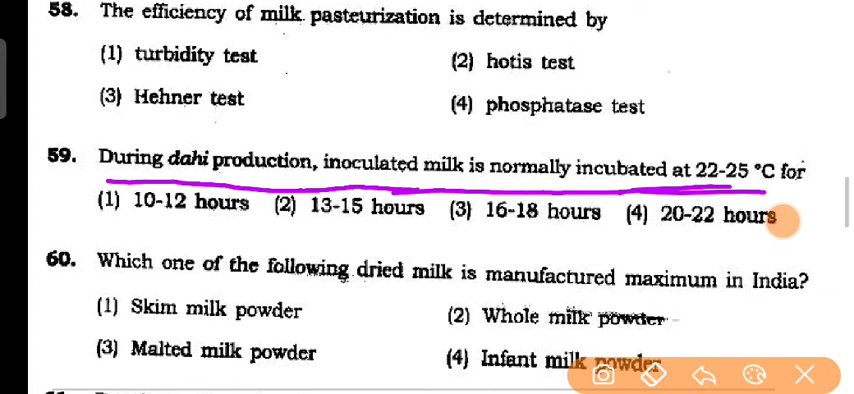 58. The efficiency of milk pasteurization is determined by
(1) turbidity test (2) hotis test
(3) Hehner test (4) phosphatase test
59. During dahi production, inoculated milk is normally incubated at 22-25 °C for
(1) 10-12 hours (2) 13-15 hours (3) 16-18 hours (4) 20-22 hours
60. Which one of the following dried milk is manufactured maximum in India?
(1) Skim milk powder (2) Whole milk powder
(3) Malted milk powder (4) Infant milk powder